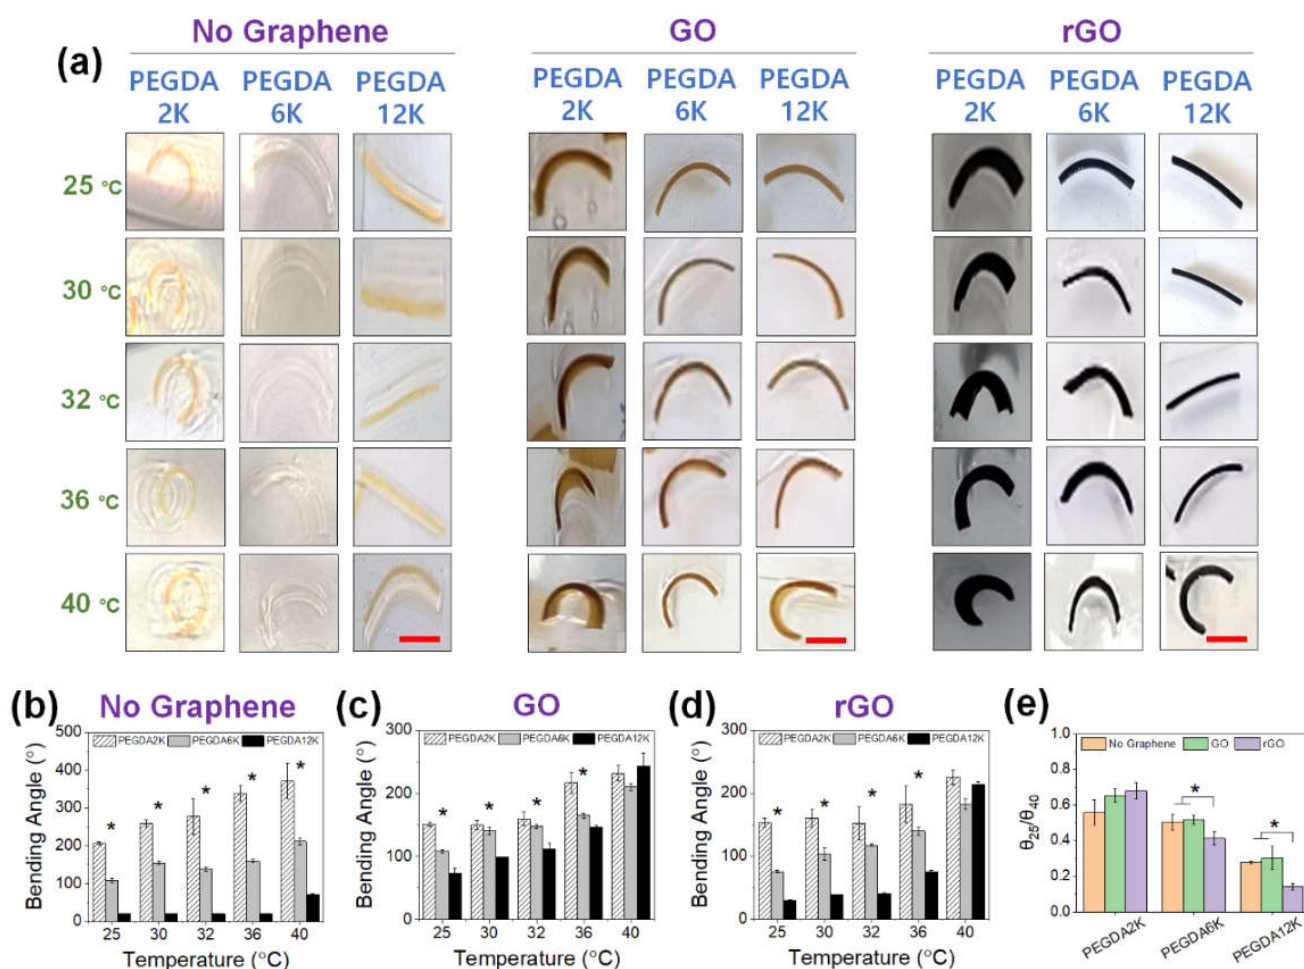 (a)
No Graphene GO rGO
PEGDA PEGDA PEGDA PEGDA PEGDA PEGDA PEGDA PEGDA PEGDA
2K 6K 12K 2K 6K 12K 2K 6K 12K
25 °C
30 °C
32 °C
36 °C
40 °C
(b) No Graphene
PEGDA2K PEGDA6K PEGDA12K
Bending Angle (°)
500
400
300
200
100
0
* * * * *
25 30 32 36 40
Temperature (°C)
(c) GO
PEGDA2K PEGDA6K PEGDA12K
Bending Angle (°)
300
200
100
0
* * * *
25 30 32 36 40
Temperature (°C)
(d) rGO
PEGDA2K PEGDA6K PEGDA12K
Bending Angle (°)
300
200
100
0
* * * *
25 30 32 36 40
Temperature (°C)
(e)
No Graphene GO rGO
θ25/θ40
1.0
0.8
0.6
0.4
0.2
0.0
* *
PEGDA2K PEGDA6K PEGDA12K